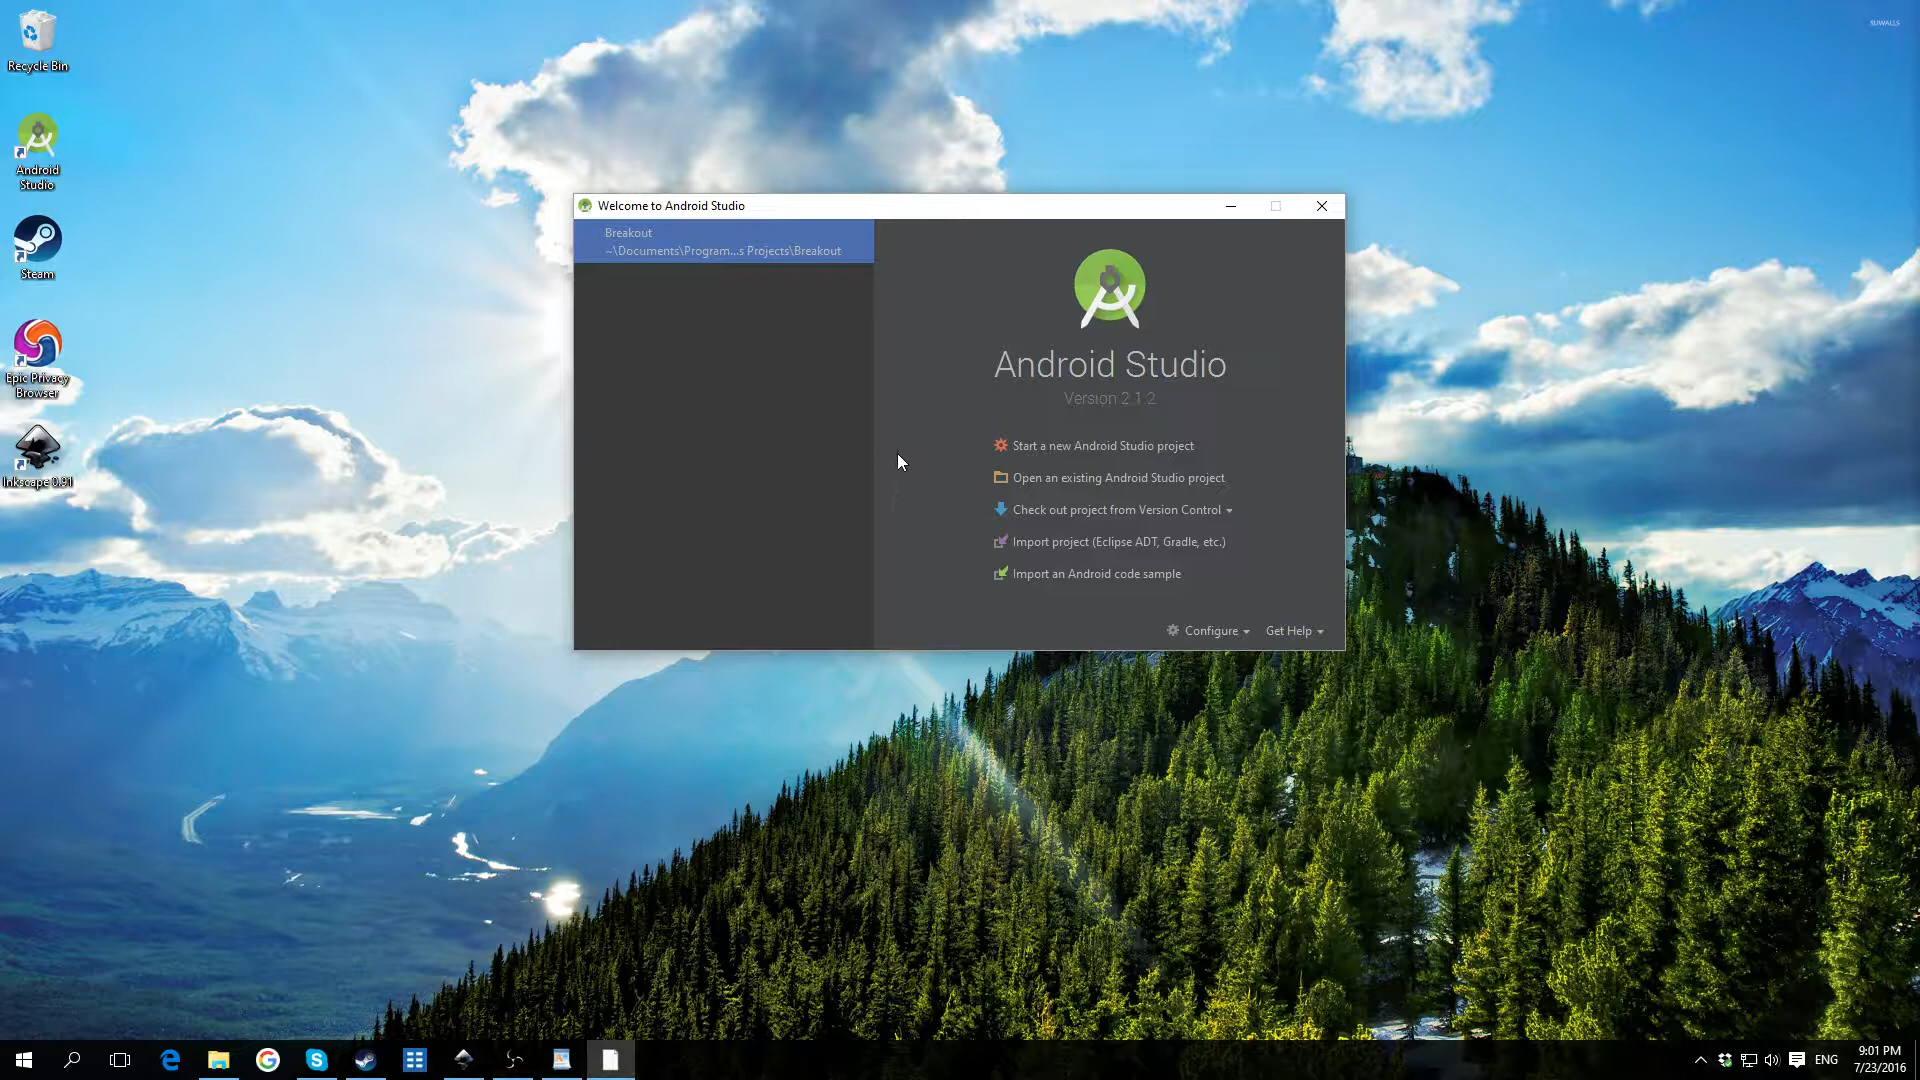 SUWALLS
Recycle Bin
Android
Studio
Steam
Epic Privacy
Browser
Inkscape 0.91
Welcome to Android Studio
Breakout
~\Documents\Program...s Projects\Breakout
Android Studio
Version 2.1.2
Start a new Android Studio project
Open an existing Android Studio project
Check out project from Version Control
Import project (Eclipse ADT, Gradle, etc.)
Import an Android code sample
Configure
Get Help
ENG
9:01 PM
7/23/2016